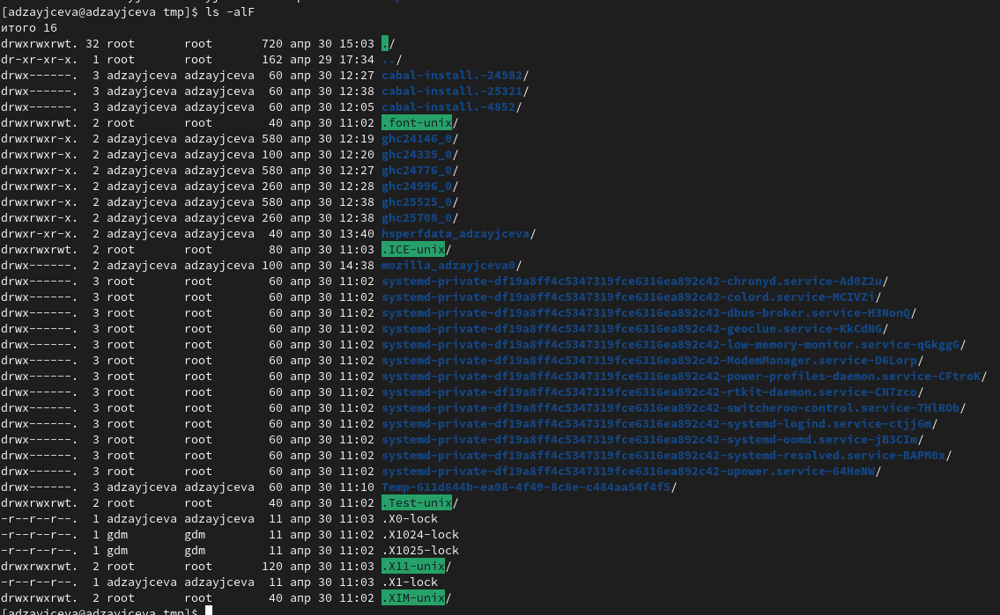 [adzayjceva@adzayjceva tmp]$ ls -alF
итого 16
drwxrwxrwt. 32 root       root       720 апр 30 15:03 ./
dr-xr-xr-x.  1 root       root       162 апр 29 17:34 ../
drwx------.  3 adzayjceva adzayjceva  60 апр 30 12:27 cabal-install.-24582/
drwx------.  3 adzayjceva adzayjceva  60 апр 30 12:38 cabal-install.-25321/
drwx------.  3 adzayjceva adzayjceva  60 апр 30 12:05 cabal-install.-4852/
drwxrwxrwt.  2 root       root        40 апр 30 11:02 .font-unix/
drwxrwxr-x.  2 adzayjceva adzayjceva 580 апр 30 12:19 ghc24146_0/
drwxrwxr-x.  2 adzayjceva adzayjceva 100 апр 30 12:20 ghc24335_0/
drwxrwxr-x.  2 adzayjceva adzayjceva 580 апр 30 12:27 ghc24776_0/
drwxrwxr-x.  2 adzayjceva adzayjceva 260 апр 30 12:28 ghc24996_0/
drwxrwxr-x.  2 adzayjceva adzayjceva 580 апр 30 12:38 ghc25525_0/
drwxrwxr-x.  2 adzayjceva adzayjceva 260 апр 30 12:38 ghc25708_0/
drwxr-xr-x.  2 adzayjceva adzayjceva  40 апр 30 13:40 hsperfdata_adzayjceva/
drwxrwxrwt.  2 root       root        80 апр 30 11:03 .ICE-unix/
drwx------.  2 adzayjceva adzayjceva 100 апр 30 14:38 mozilla_adzayjceva0/
drwx------.  3 root       root        60 апр 30 11:02 systemd-private-df19a8ff4c5347319fce6316ea892c42-chronyd.service-Ad0Z2u/
drwx------.  3 root       root        60 апр 30 11:02 systemd-private-df19a8ff4c5347319fce6316ea892c42-colord.service-MCIVZi/
drwx------.  3 root       root        60 апр 30 11:02 systemd-private-df19a8ff4c5347319fce6316ea892c42-dbus-broker.service-H3NonQ/
drwx------.  3 root       root        60 апр 30 11:02 systemd-private-df19a8ff4c5347319fce6316ea892c42-geoclue.service-KkCdNG/
drwx------.  3 root       root        60 апр 30 11:02 systemd-private-df19a8ff4c5347319fce6316ea892c42-low-memory-monitor.service-qGkggG/
drwx------.  3 root       root        60 апр 30 11:02 systemd-private-df19a8ff4c5347319fce6316ea892c42-ModemManager.service-DGLorp/
drwx------.  3 root       root        60 апр 30 11:02 systemd-private-df19a8ff4c5347319fce6316ea892c42-power-profiles-daemon.service-CFtroK/
drwx------.  3 root       root        60 апр 30 11:02 systemd-private-df19a8ff4c5347319fce6316ea892c42-rtkit-daemon.service-CN7zco/
drwx------.  3 root       root        60 апр 30 11:02 systemd-private-df19a8ff4c5347319fce6316ea892c42-switcheroo-control.service-7HlROb/
drwx------.  3 root       root        60 апр 30 11:02 systemd-private-df19a8ff4c5347319fce6316ea892c42-systemd-logind.service-ctjj6m/
drwx------.  3 root       root        60 апр 30 11:02 systemd-private-df19a8ff4c5347319fce6316ea892c42-systemd-oomd.service-jB3CIm/
drwx------.  3 root       root        60 апр 30 11:02 systemd-private-df19a8ff4c5347319fce6316ea892c42-systemd-resolved.service-BAPM0x/
drwx------.  3 root       root        60 апр 30 11:02 systemd-private-df19a8ff4c5347319fce6316ea892c42-upower.service-64HeNW/
drwx------.  3 adzayjceva adzayjceva  60 апр 30 11:10 Temp-611d644b-ea08-4f49-8c8e-c484aa54f4f5/
drwxrwxrwt.  2 root       root        40 апр 30 11:02 .Test-unix/
-r--r--r--.  1 adzayjceva adzayjceva  11 апр 30 11:03 .X0-lock
-r--r--r--.  1 gdm        gdm         11 апр 30 11:02 .X1024-lock
-r--r--r--.  1 gdm        gdm         11 апр 30 11:02 .X1025-lock
drwxrwxrwt.  2 root       root       120 апр 30 11:03 .X11-unix/
-r--r--r--.  1 adzayjceva adzayjceva  11 апр 30 11:03 .X1-lock
drwxrwxrwt.  2 root       root        40 апр 30 11:02 .XIM-unix/
[adzayjceva@adzayjceva tmp]$